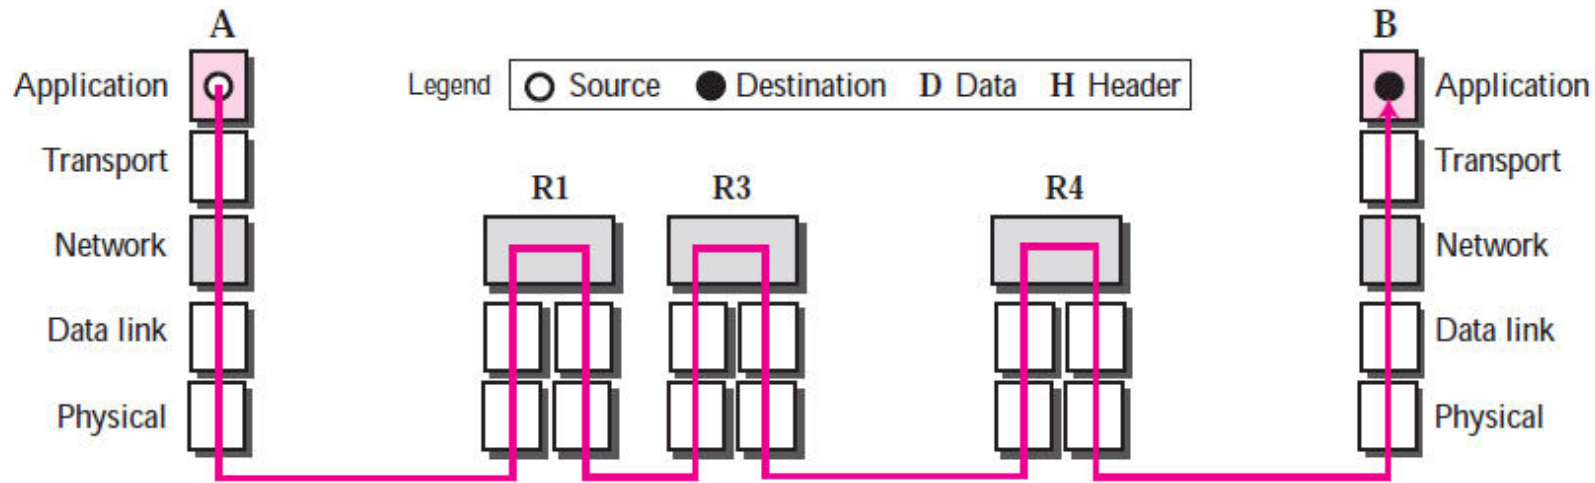 A
B
Application
Legend Source Destination D Data H Header
Application
Transport
Transport
R1
R3
R4
Network
Network
Data link
Data link
Physical
Physical